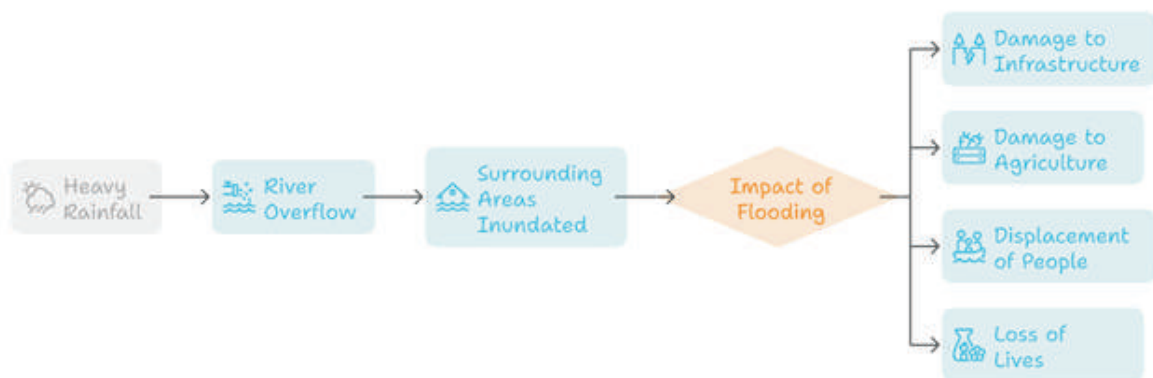 Heavy
Rainfall
River
Overflow
Surrounding
Areas
Inundated
Impact of
Flooding
Damage to
Infrastructure
Damage to
Agriculture
Displacement
of People
Loss of
Lives